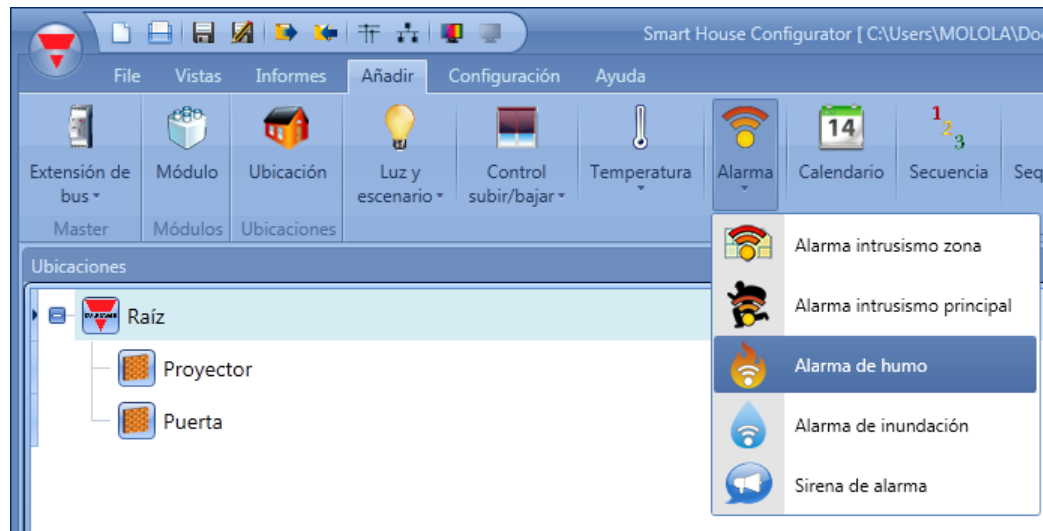 Smart House Configurator [ C:\Users\MOLOLA\Do
File Vistas Informes Añadir Configuración Ayuda
14
1
2
3
Extensión de
bus
Módulo
Ubicación
Luz y
escenario
Control
subir/bajar
Temperatura
Alarma
Calendario
Secuencia
Seq
Master
Módulos
Ubicaciones
Ubicaciones
Raíz
Proyector
Puerta
Alarma intrusismo zona
Alarma intrusismo principal
Alarma de humo
Alarma de inundación
Sirena de alarma